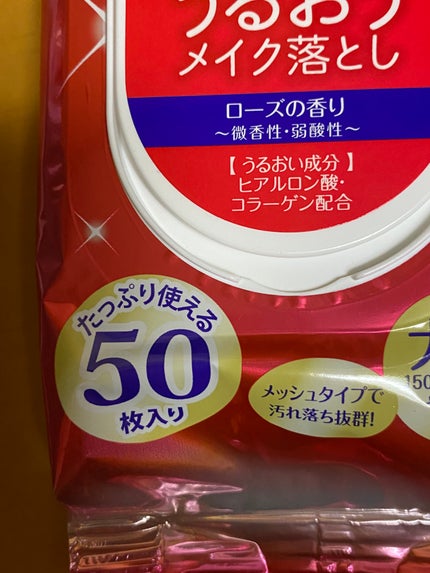 うるおう
メイク落とし
ローズの香り
～微香性・弱酸性～
【うるおい成分】
ヒアルロン酸・
コラーゲン配合
たっぷり使える
50
枚入り
メッシュタイプで
汚れ落ち抜群!
150